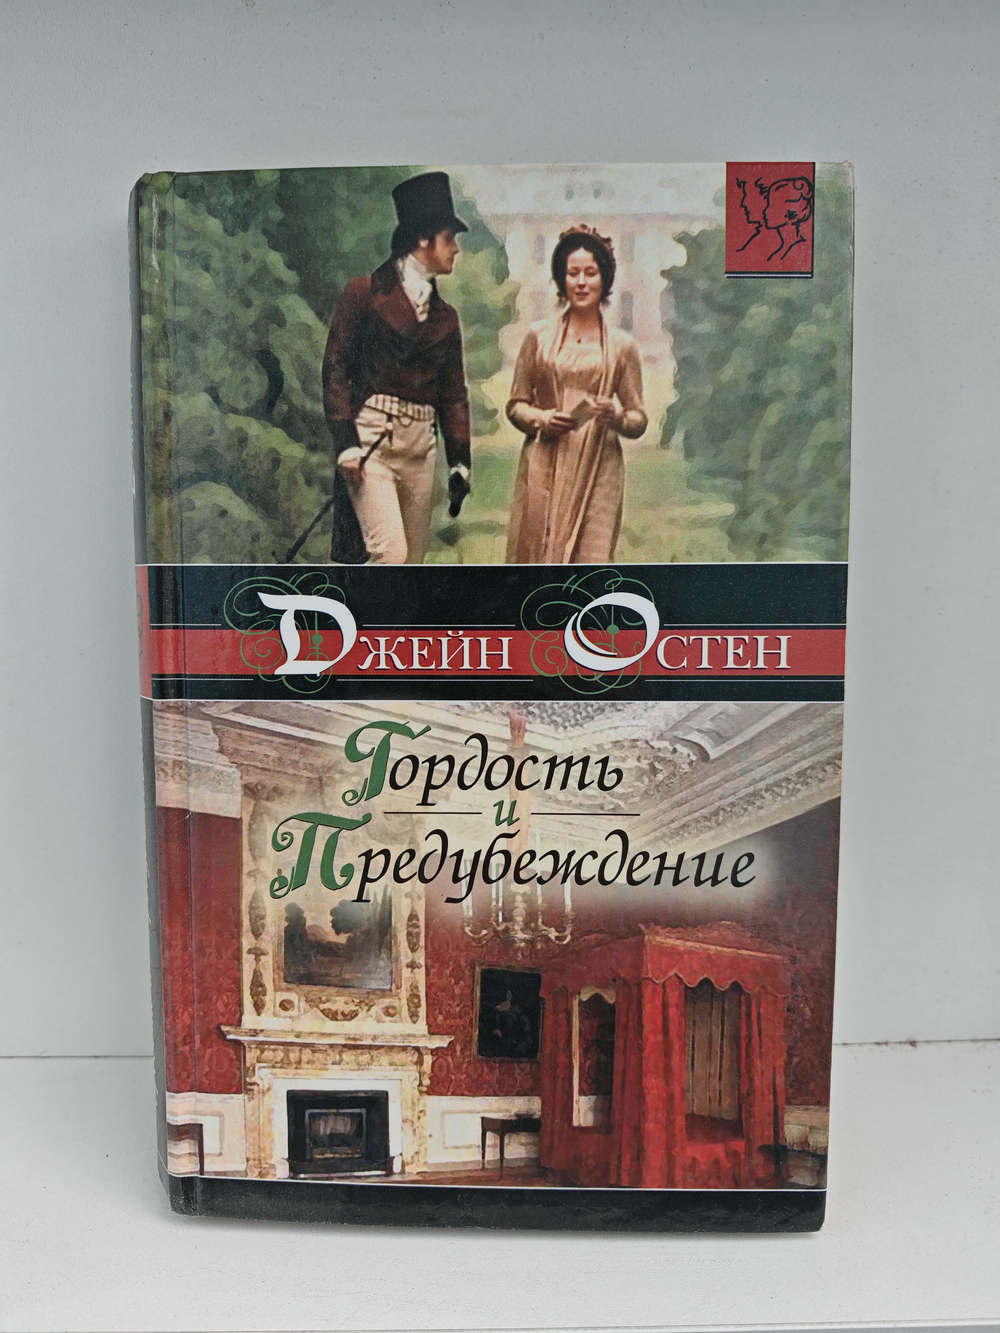 Джейн Остен
Гордость
и
Предубеждение